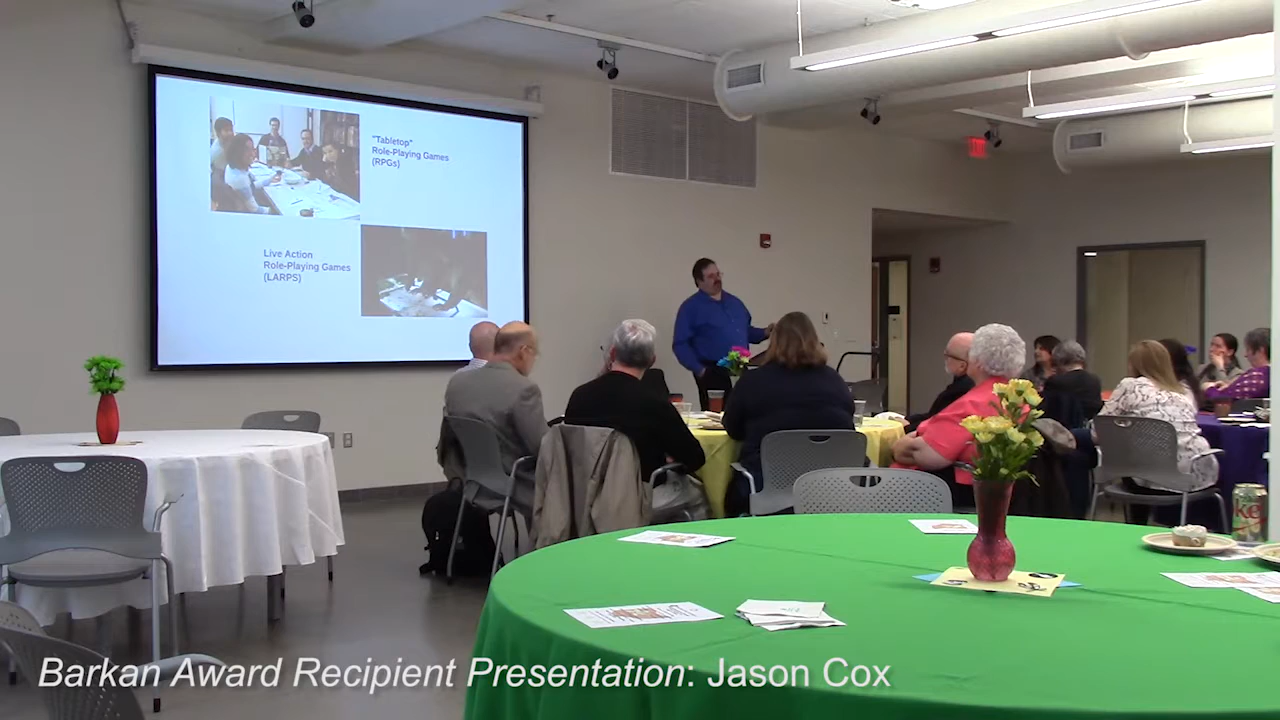 "Tabletop"
Role-Playing Games
(RPGs)
Live Action
Role-Playing Games
(LARPS)
Barkan Award Recipient Presentation: Jason Cox